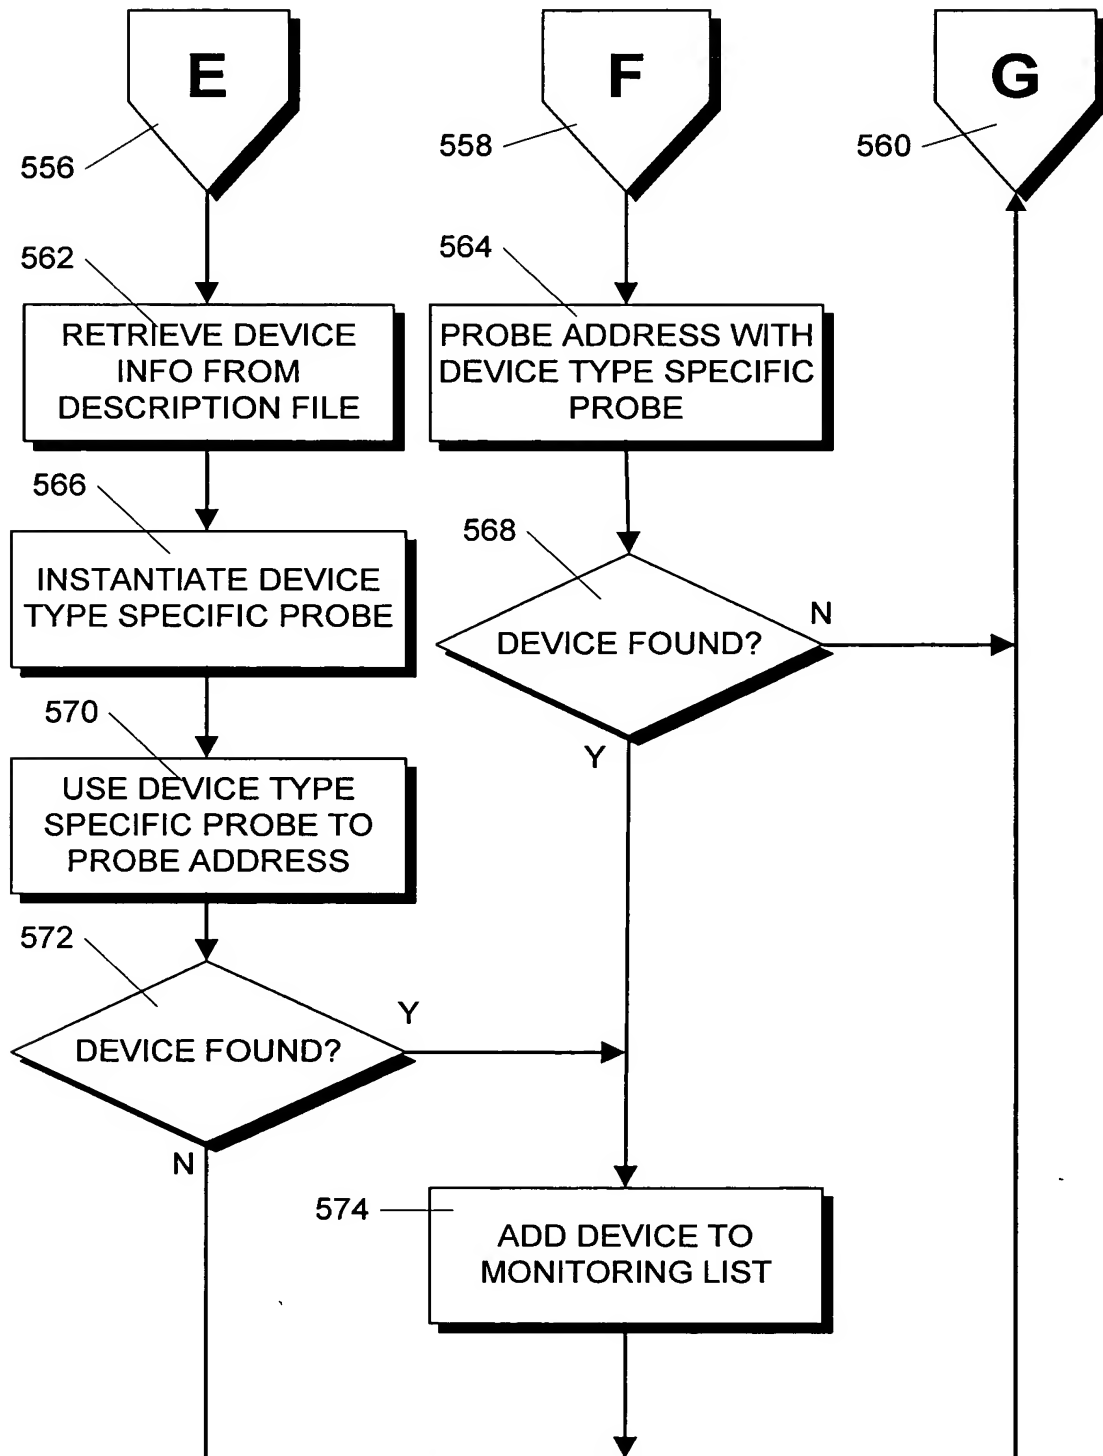 E
F
G
556
558
560
562
564
RETRIEVE DEVICE
INFO FROM
DESCRIPTION FILE
PROBE ADDRESS WITH
DEVICE TYPE SPECIFIC
PROBE
566
568
INSTANTIATE DEVICE
TYPE SPECIFIC PROBE
DEVICE FOUND?
N
Y
570
USE DEVICE TYPE
SPECIFIC PROBE TO
PROBE ADDRESS
572
DEVICE FOUND?
Y
N
574
ADD DEVICE TO
MONITORING LIST